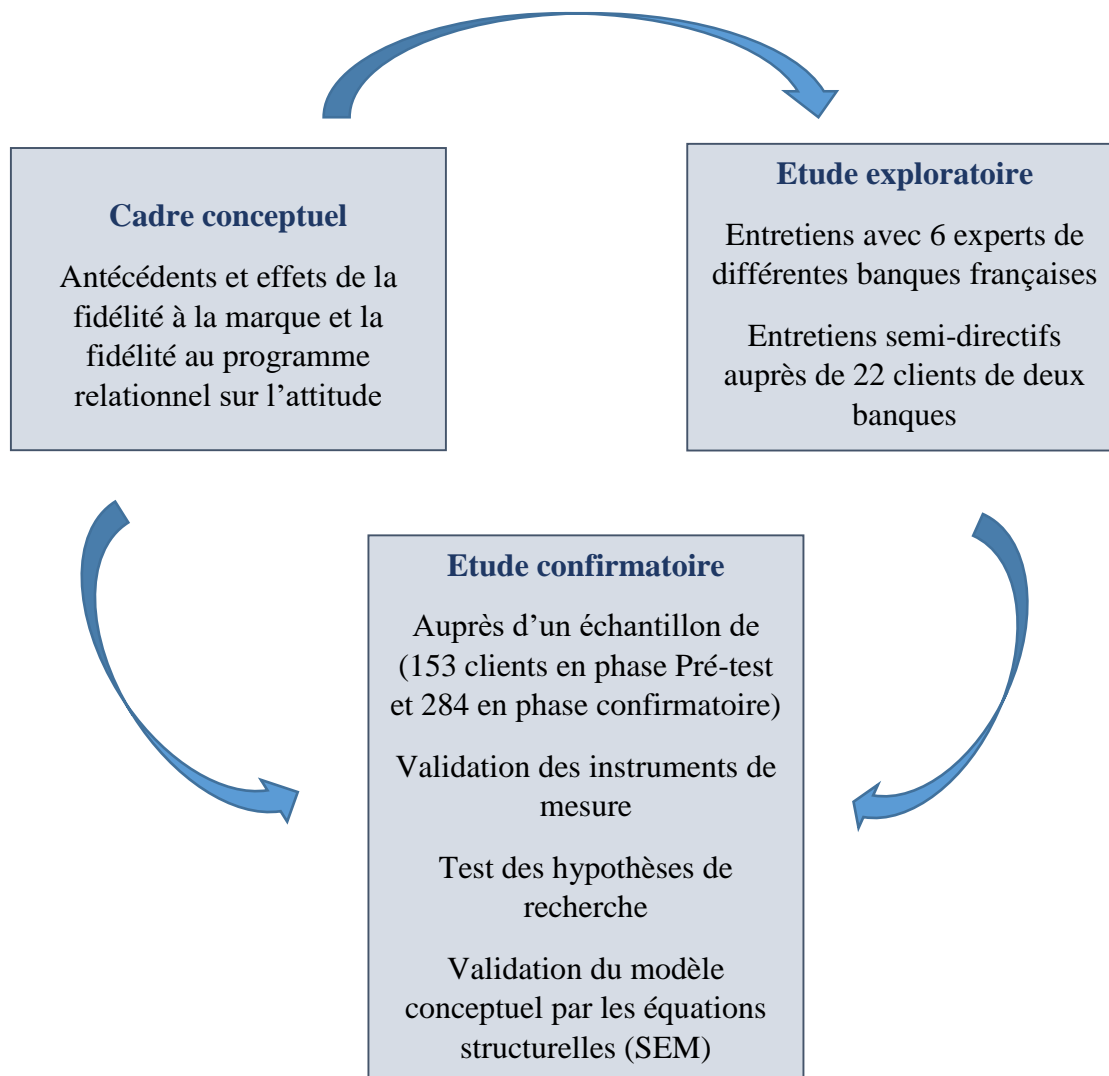 Cadre conceptuel
Antécédents et effets de la
fidélité à la marque et la
fidélité au programme
relationnel sur l’attitude
Etude exploratoire
Entretiens avec 6 experts de
différentes banques françaises
Entretiens semi-directifs
auprès de 22 clients de deux
banques
Etude confirmatoire
Auprès d’un échantillon de
(153 clients en phase Pré-test
et 284 en phase confirmatoire)
Validation des instruments de
mesure
Test des hypothèses de
recherche
Validation du modèle
conceptuel par les équations
structurelles (SEM)